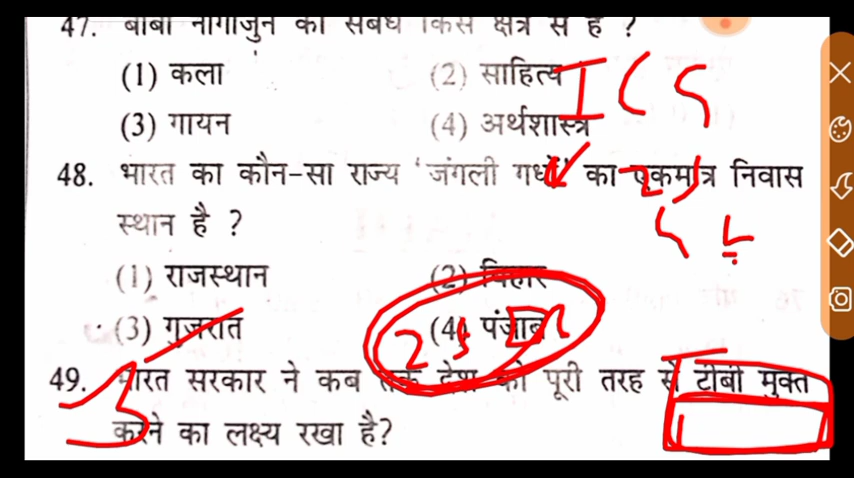 47. बाबा नागार्जुन का संबंध किस क्षेत्र से है ?
(1) कला (2) साहित्य
(3) गायन (4) अर्थशास्त्र
48. भारत का कौन-सा राज्य 'जंगली गधों' का एकमात्र निवास
स्थान है ?
(1) राजस्थान (2) बिहार
(3) गुजरात (4) पंजाब
49. भारत सरकार ने कब तक देश को पूरी तरह से टीबी मुक्त
करने का लक्ष्य रखा है?